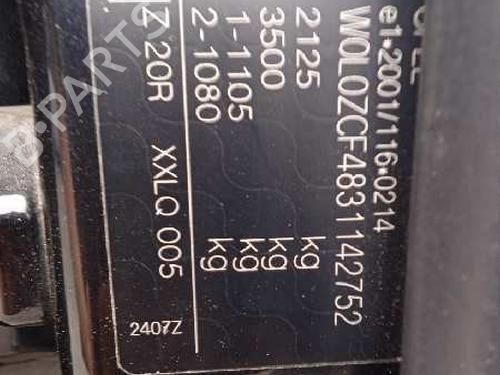 e1*2001/116*0214
W0L0ZCF4831142752
2125 kg
3500 kg
1-1105 kg
2-1080 kg
Z20R XXLQ 005
2407Z
B-PARTS